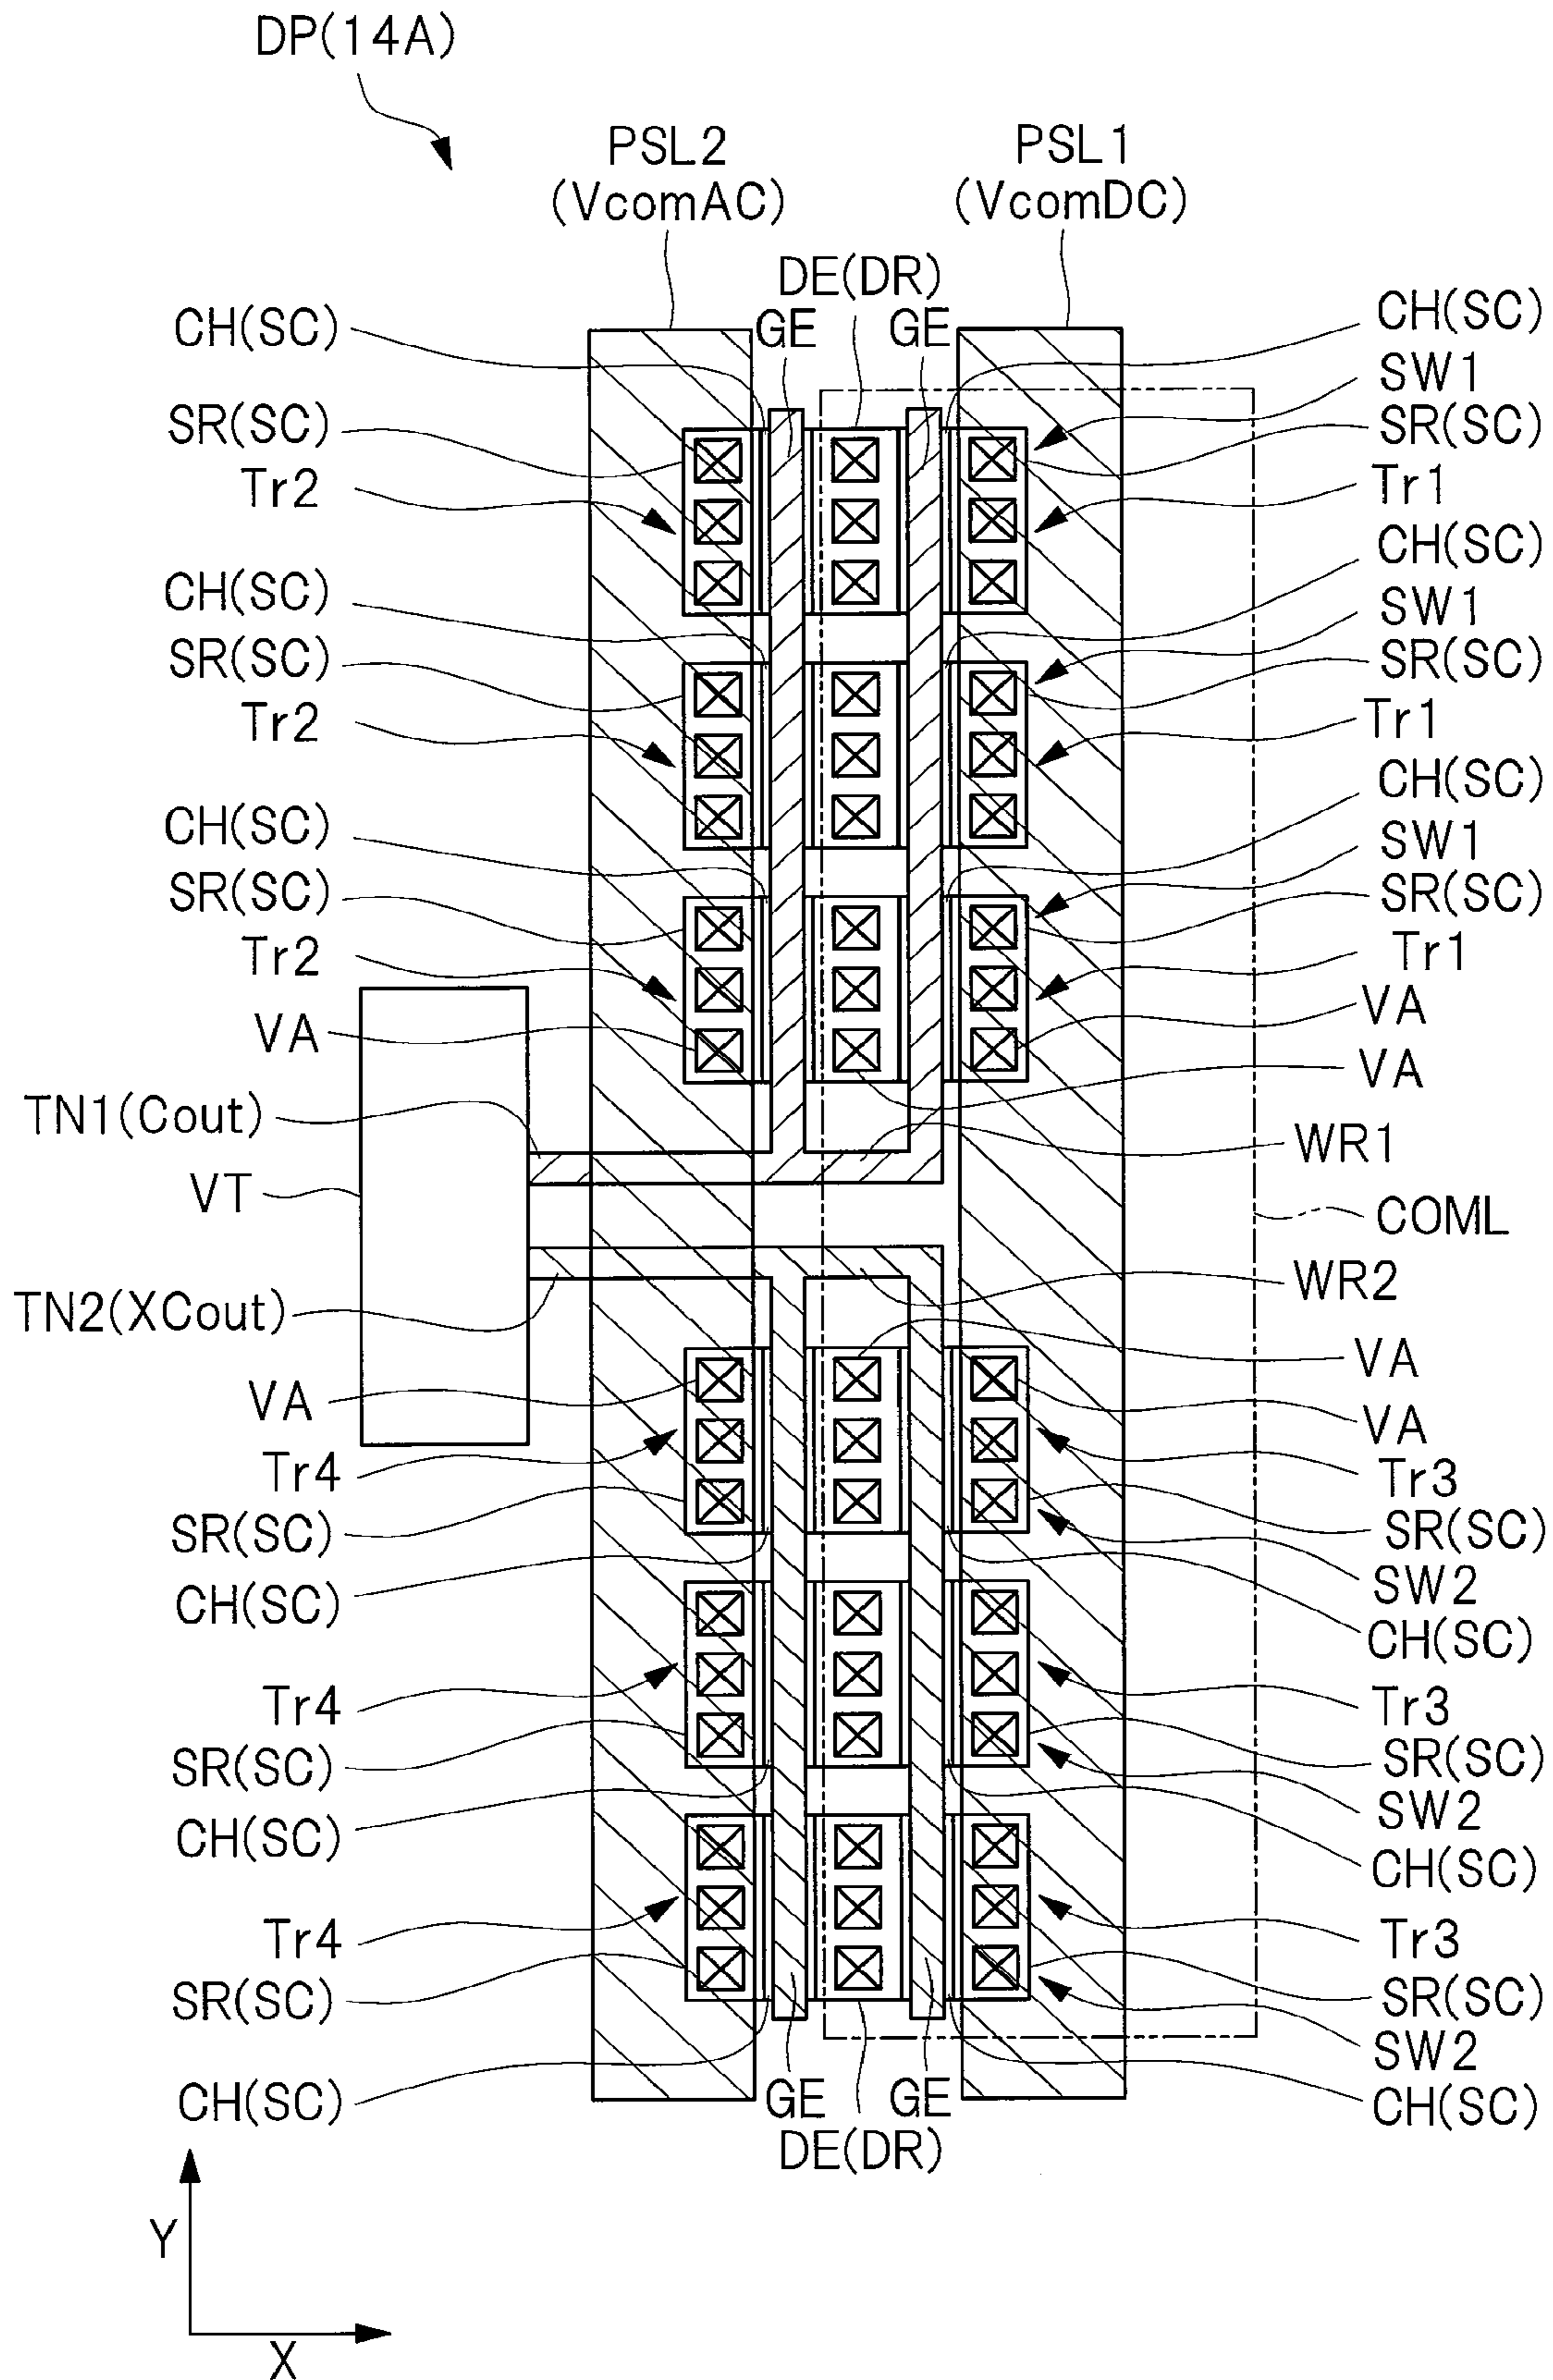 DP(14A)
PSL2
(VcomAC)
PSL1
(VcomDC)
DE(DR)
GE
GE
CH(SC)
SR(SC)
Tr2
CH(SC)
SR(SC)
Tr2
CH(SC)
SR(SC)
Tr2
VA
TN1(Cout)
VT
TN2(XCout)
VA
Tr4
SR(SC)
CH(SC)
Tr4
SR(SC)
CH(SC)
Tr4
SR(SC)
CH(SC)
CH(SC)
SW1
SR(SC)
Tr1
CH(SC)
SW1
SR(SC)
Tr1
CH(SC)
SW1
SR(SC)
Tr1
VA
VA
WR1
COML
WR2
VA
VA
Tr3
SR(SC)
SW2
CH(SC)
Tr3
SR(SC)
SW2
CH(SC)
Tr3
SR(SC)
SW2
CH(SC)
GE
GE
DE(DR)
Y
X